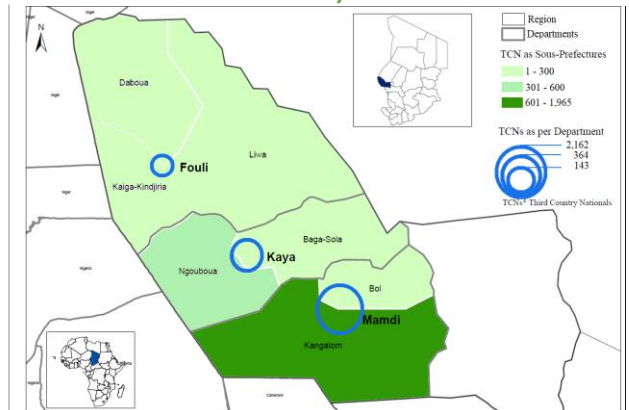 N
Region
Departments
TCN as Sous-Prefectures
1 - 300
301 - 600
601 - 1,965
TCNs as per Department
2,162
364
143
TCNs* Third Country Nationals
Daboua
Liwa
Fouli
Kaiga-Kindjiria
Baga-Sola
Kaya
Ngouboua
Bol
Mamdi
Kangalom
Cameroon